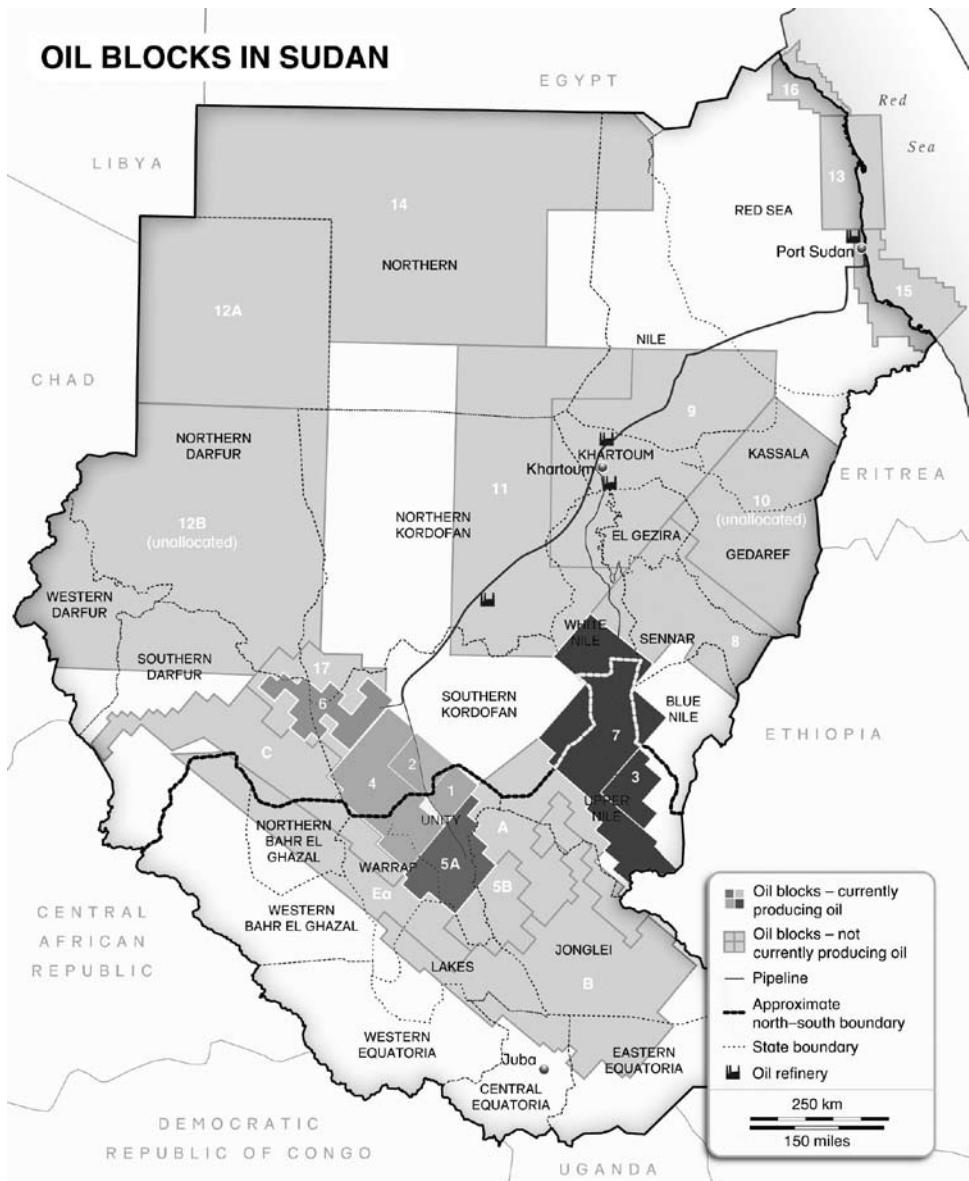 OIL BLOCKS IN SUDAN
EGYPT
LIBYA
Red
Sea
16
13
14
RED SEA
NORTHERN
Port Sudan
15
12A
NILE
CHAD
9
NORTHERN
DARFUR
KHARTOUM
Khartoum
KASSALA
ERITREA
11
10
(unallocated)
12B
(unallocated)
NORTHERN
KORDOFAN
EL GEZIRA
GEDAREF
WESTERN
DARFUR
WHITE
NILE
SENNAR
8
SOUTHERN
DARFUR
17
6
SOUTHERN
KORDOFAN
BLUE
NILE
7
ETHIOPIA
C
2
4
1
3
UPPER
NILE
UNITY
A
NORTHERN
BAHR EL
GHAZAL
WARRAP
5A
5B
Ea
WESTERN
BAHR EL GHAZAL
CENTRAL
AFRICAN
REPUBLIC
LAKES
JONGLEI
B
WESTERN
EQUATORIA
EASTERN
EQUATORIA
Juba
CENTRAL
EQUATORIA
DEMOCRATIC
REPUBLIC OF CONGO
UGANDA
Oil blocks – currently
producing oil
Oil blocks – not
currently producing oil
Pipeline
Approximate
north–south boundary
State boundary
Oil refinery
250 km
150 miles